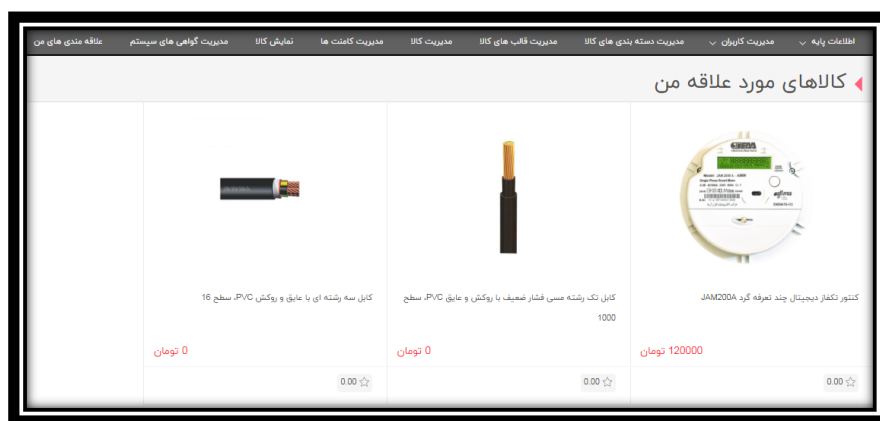 اطلاعات پایه
مدیریت کاربران
مدیریت دسته بندی های کالا
مدیریت قالب های کالا
مدیریت کالا
مدیریت کامنت ها
نمایش کالا
مدیریت گواهی های سیستم
علاقه مندی های من
کالاهای مورد علاقه من
کنتور تکفاز دیجیتال چند تعرفه گرد JAM200A
120000 تومان
0.00
کابل تک رشته مسی فشار ضعیف با روکش و عایق PVC، سطح
1000
0 تومان
0.00
کابل سه رشته ای با عایق و روکش PVC، سطح 16
0 تومان
0.00